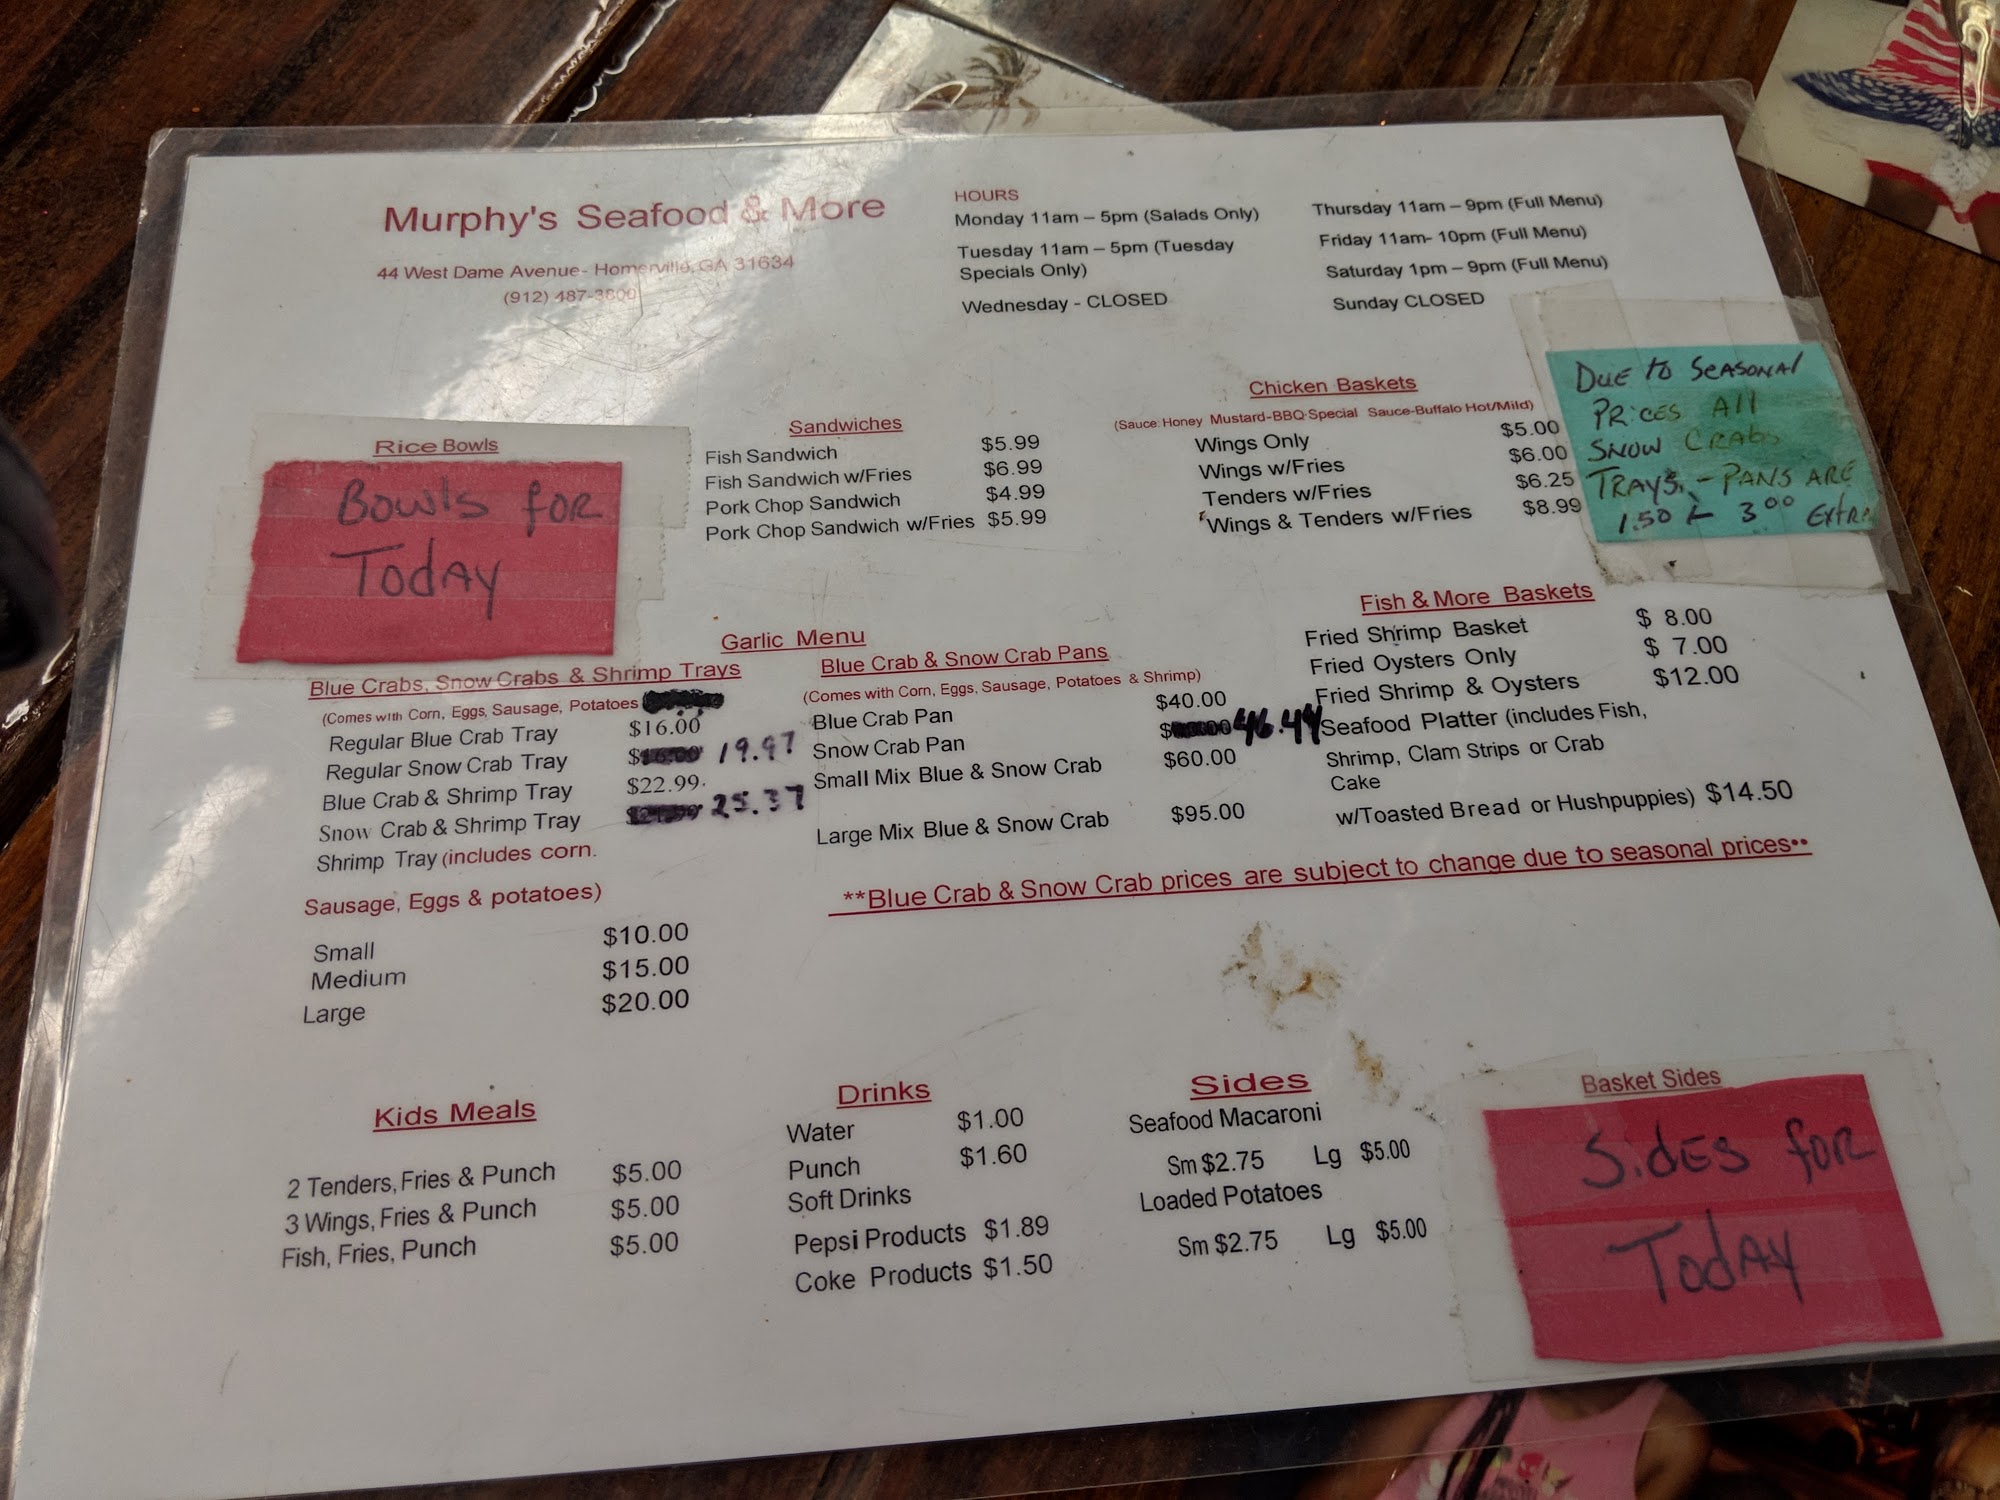 Murphy's Seafood & More
44 West Dame Avenue- Homerville, GA 31634
(912) 487-3800
HOURS
Monday 11am – 5pm (Salads Only)
Tuesday 11am – 5pm (Tuesday
Specials Only)
Wednesday - CLOSED
Thursday 11am – 9pm (Full Menu)
Friday 11am- 10pm (Full Menu)
Saturday 1pm – 9pm (Full Menu)
Sunday CLOSED
Rice Bowls
Bowls for
Today
Sandwiches
Fish Sandwich $5.99
Fish Sandwich w/Fries $6.99
Pork Chop Sandwich $4.99
Pork Chop Sandwich w/Fries $5.99
Chicken Baskets
(Sauce: Honey Mustard-BBQ-Special Sauce-Buffalo Hot/Mild)
Wings Only $5.00
Wings w/Fries $6.00
Tenders w/Fries $6.25
Wings & Tenders w/Fries $8.99
Due to Seasonal
Prices All
Snow Crabs
Trays - Pans are
1.50 - 3.00 Extra
Garlic Menu
Blue Crabs, Snow Crabs & Shrimp Trays
(Comes with Corn, Eggs, Sausage, Potatoes
Regular Blue Crab Tray $16.00
Regular Snow Crab Tray $ 19.97
Blue Crab & Shrimp Tray $22.99
Snow Crab & Shrimp Tray 25.37
Shrimp Tray (includes corn.
Sausage, Eggs & potatoes)
Small $10.00
Medium $15.00
Large $20.00
Blue Crab & Snow Crab Pans
(Comes with Corn, Eggs, Sausage, Potatoes & Shrimp)
Blue Crab Pan $40.00
Snow Crab Pan $ 46.44
Small Mix Blue & Snow Crab $60.00
Large Mix Blue & Snow Crab $95.00
Fish & More Baskets
Fried Shrimp Basket $ 8.00
Fried Oysters Only $ 7.00
Fried Shrimp & Oysters $12.00
Seafood Platter (includes Fish,
Shrimp, Clam Strips or Crab
Cake
w/Toasted Bread or Hushpuppies) $14.50
**Blue Crab & Snow Crab prices are subject to change due to seasonal prices**
Kids Meals
2 Tenders, Fries & Punch $5.00
3 Wings, Fries & Punch $5.00
Fish, Fries, Punch $5.00
Drinks
Water $1.00
Punch $1.60
Soft Drinks
Pepsi Products $1.89
Coke Products $1.50
Sides
Seafood Macaroni
Sm $2.75 Lg $5.00
Loaded Potatoes
Sm $2.75 Lg $5.00
Basket Sides
Sides for
Today